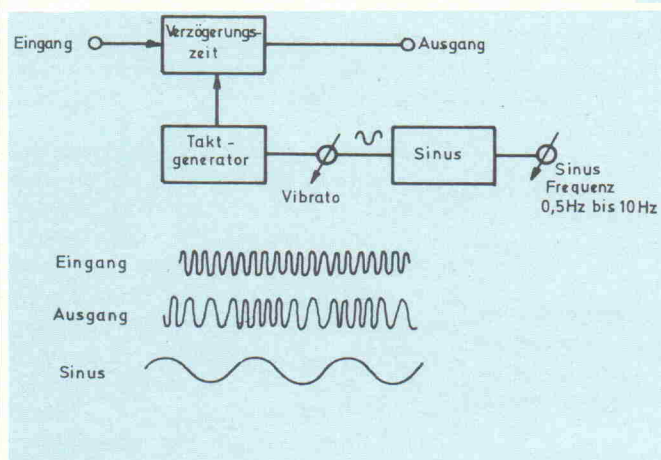 Eingang
Verzögerungs-
zeit
Ausgang
Takt-
generator
Vibrato
Sinus
Sinus
Frequenz
0,5Hz bis 10Hz
Eingang
Ausgang
Sinus